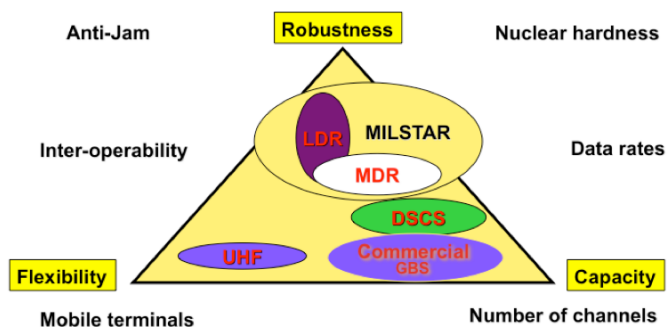 Anti-Jam
Robustness
Nuclear hardness
LDR
MILSTAR
Inter-operability
Data rates
MDR
DSCS
UHF
Commercial
GBS
Flexibility
Capacity
Mobile terminals
Number of channels